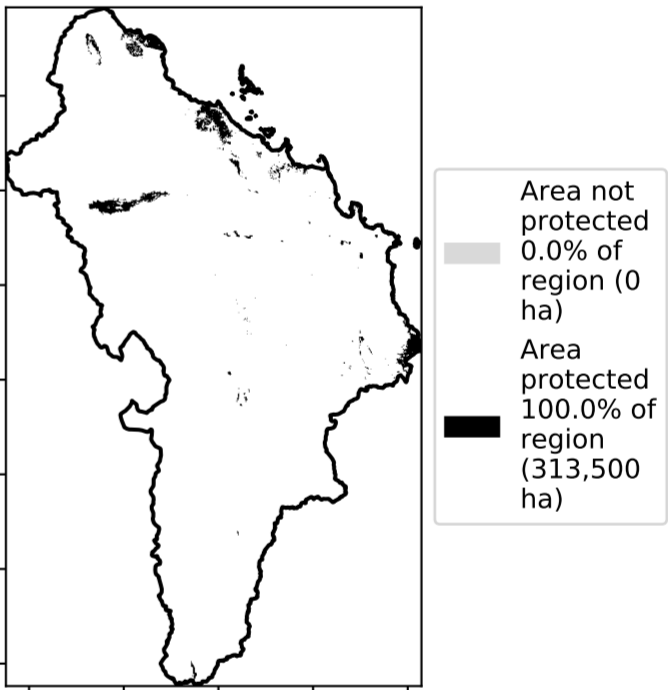 Area not
protected
0.0% of
region (0
ha)
Area
protected
100.0% of
region
(313,500
ha)